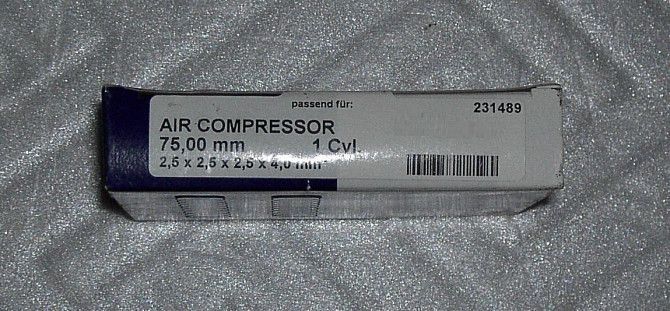 passend für:
231489
AIR COMPRESSOR
75,00 mm 1 Cyl.
2,5 x 2,5 x 2,5 x 4,0 mm